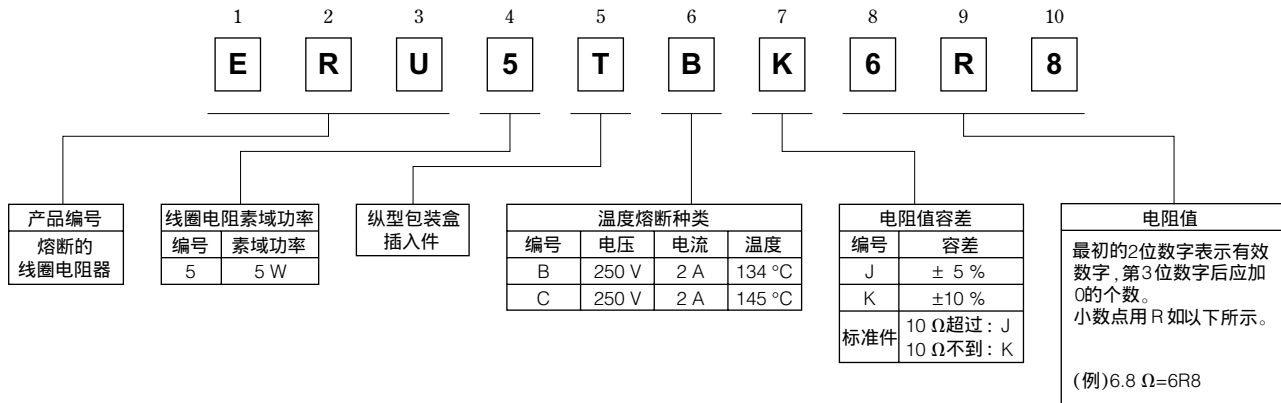 1 2 3 4 5 6 7 8 9 10
E R U 5 T B K 6 R 8
产品编号
熔断的
线圈电阻器
线圈电阻素域功率
编号 素域功率
5 5 W
纵型包装盒
插入件
温度熔断种类
编号 电压 电流 温度
B 250 V 2 A 134 °C
C 250 V 2 A 145 °C
电阻值容差
编号 容差
J ± 5 %
K ±10 %
标准件 10 Ω超过: J
10 Ω不到: K
电阻值
最初的2位数字表示有效
数字,第3位数字后应加
0的个数。
小数点用 R 如以下所示。
(例)6.8 Ω=6R8